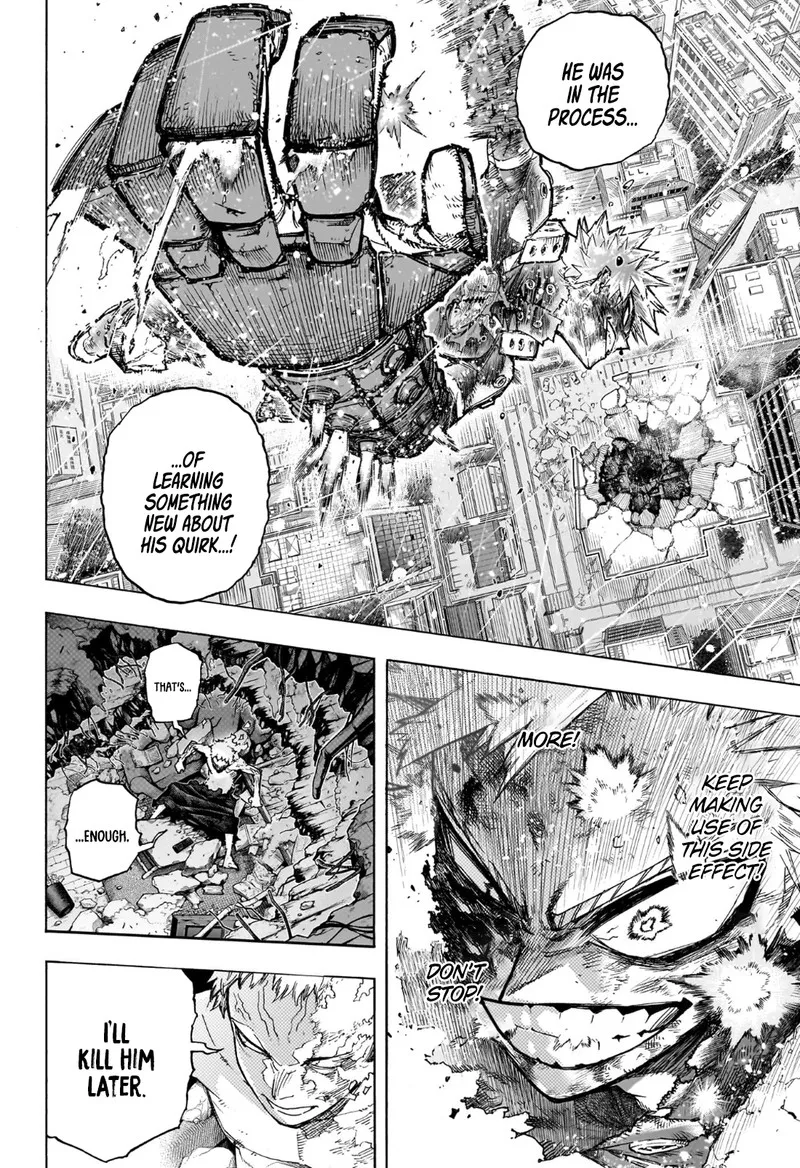 HE WAS
IN THE
PROCESS...
...OF
LEARNING
SOMETHING
NEW ABOUT
HIS QUIRK...!
MORE!
KEEP
MAKING
USE OF
THIS SIDE
EFFECT!
DON'T
STOP!
THAT'S...
...ENOUGH.
I'LL
KILL HIM
LATER.